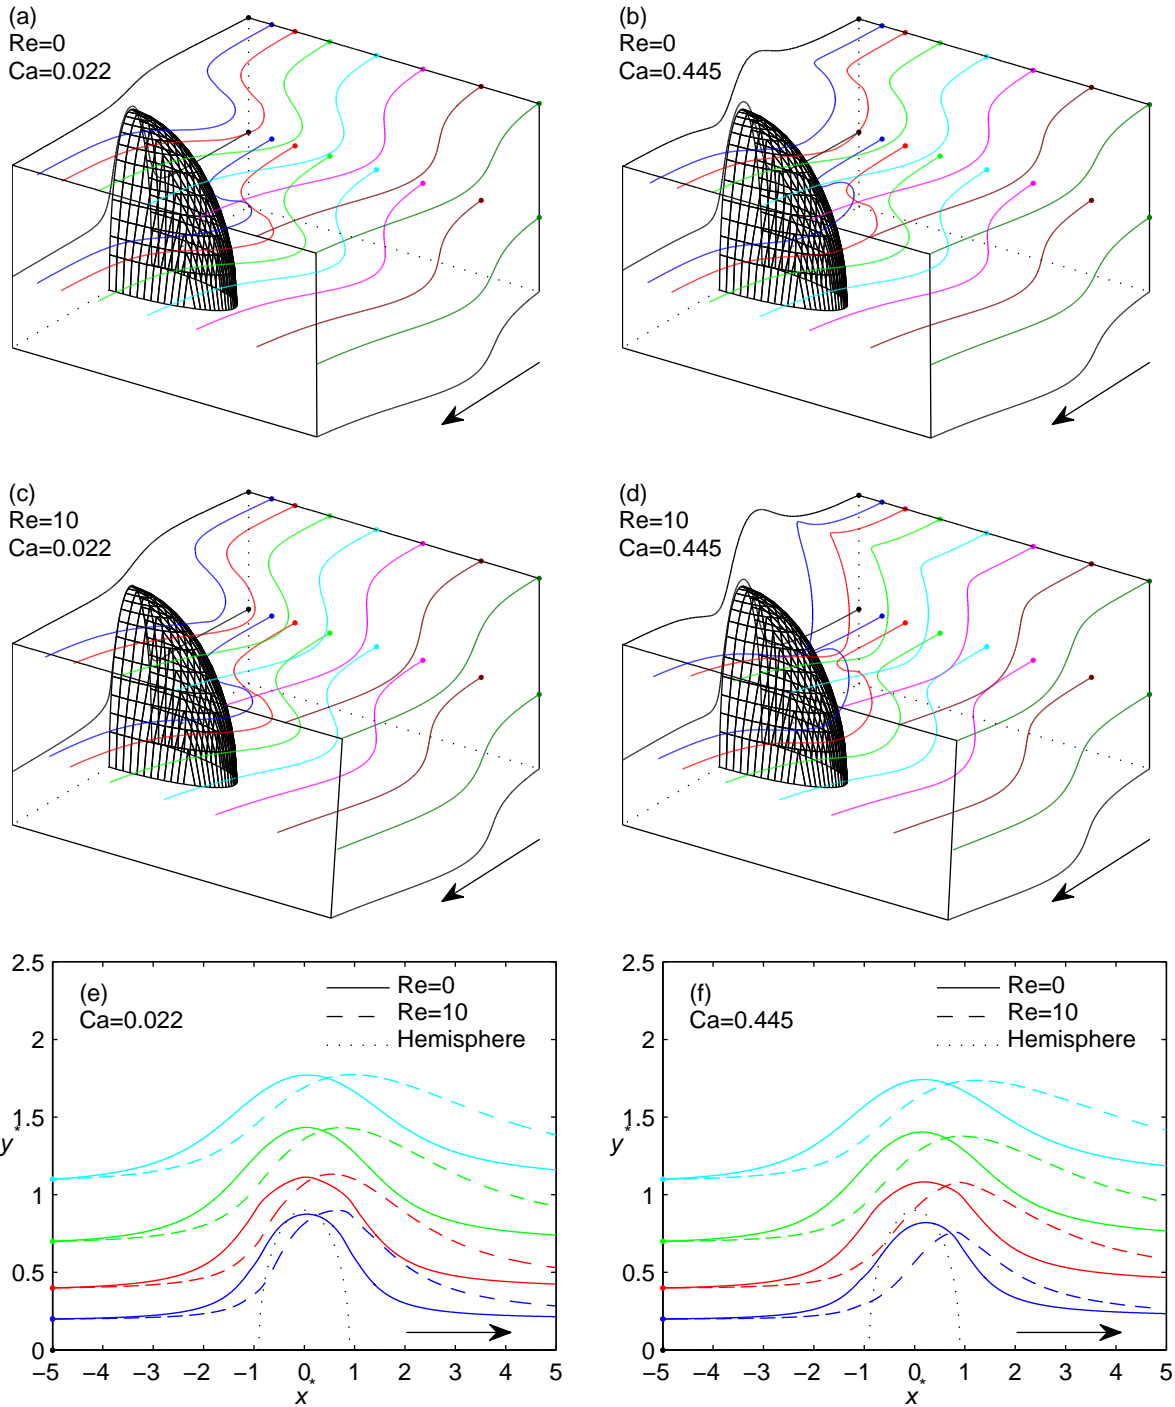 (a)
Re=0
Ca=0.022
(b)
Re=0
Ca=0.445
(c)
Re=10
Ca=0.022
(d)
Re=10
Ca=0.445
(e)
Ca=0.022
Re=0
Re=10
Hemisphere
2.5
2
1.5
1
0.5
0
y*
−5 −4 −3 −2 −1 0 1 2 3 4 5
x*
(f)
Ca=0.445
Re=0
Re=10
Hemisphere
2.5
2
1.5
1
0.5
0
y*
−5 −4 −3 −2 −1 0 1 2 3 4 5
x*